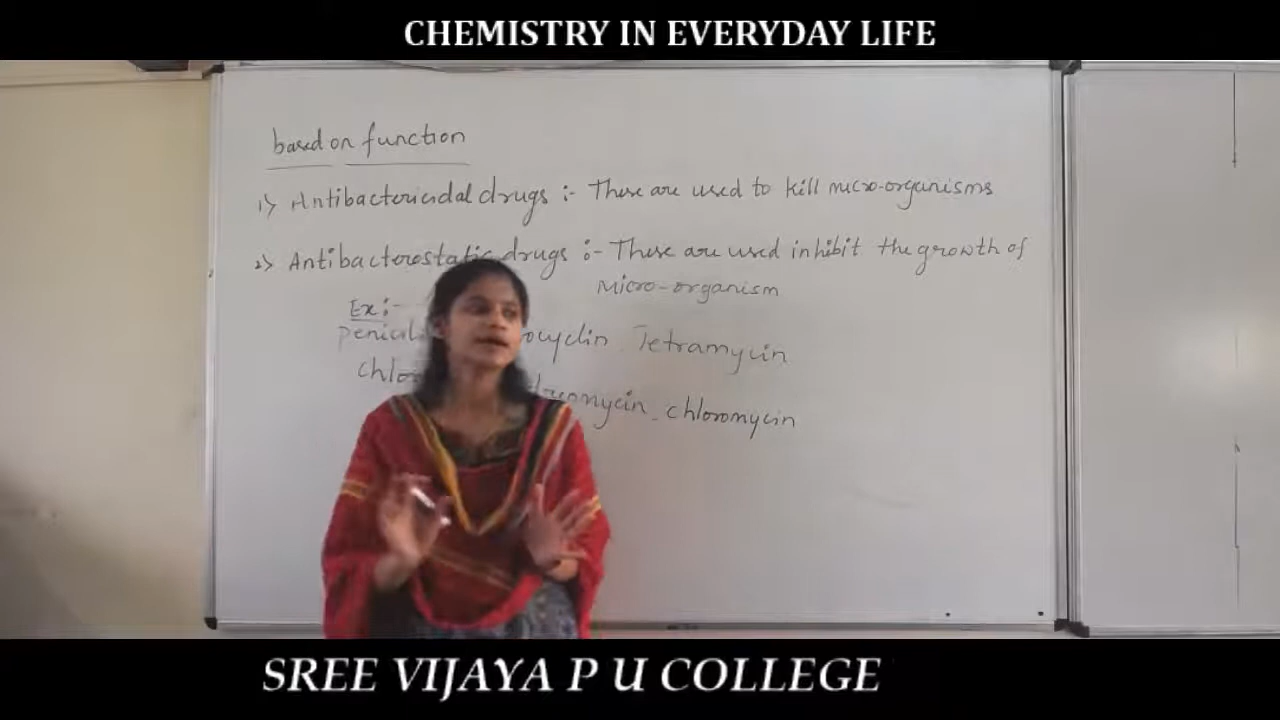 CHEMISTRY IN EVERYDAY LIFE
based on function
1) Antibactericidal drugs :- These are used to kill micro-organisms
2) Antibacterostatic drugs :- These are used inhibit the growth of
micro-organism
Ex:-
Tetramycin
chloromycin
SREE VIJAYA P U COLLEGE